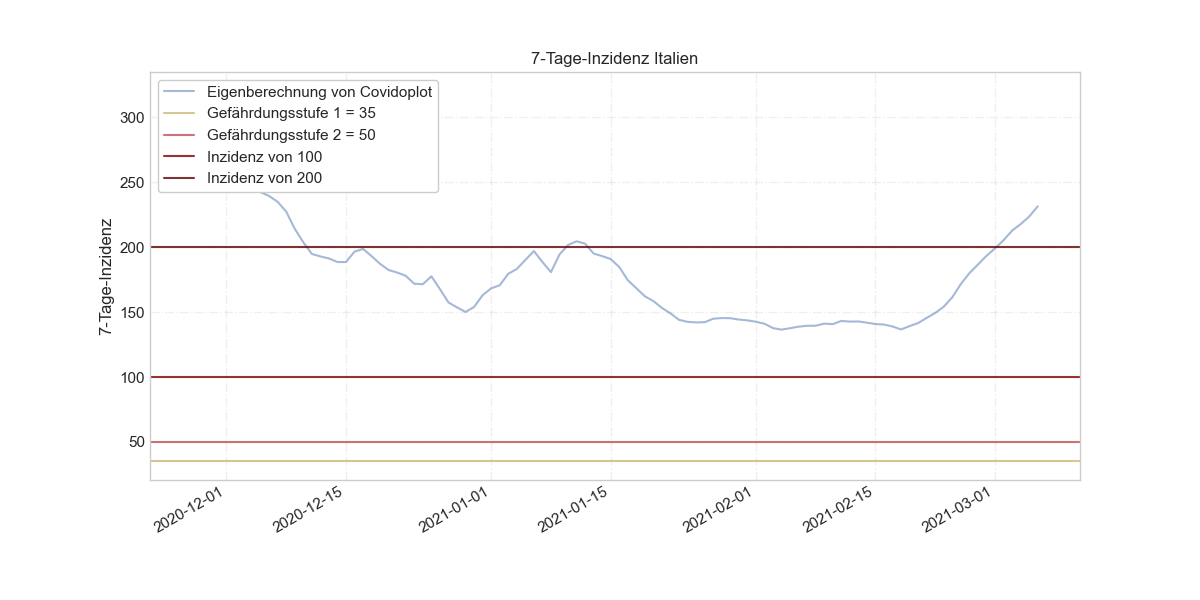 7-Tage-Inzidenz Italien
Eigenberechnung von Covidoplot
Gefährdungsstufe 1 = 35
Gefährdungsstufe 2 = 50
Inzidenz von 100
Inzidenz von 200
7-Tage-Inzidenz
300
250
200
150
100
50
2020-12-01
2020-12-15
2021-01-01
2021-01-15
2021-02-01
2021-02-15
2021-03-01